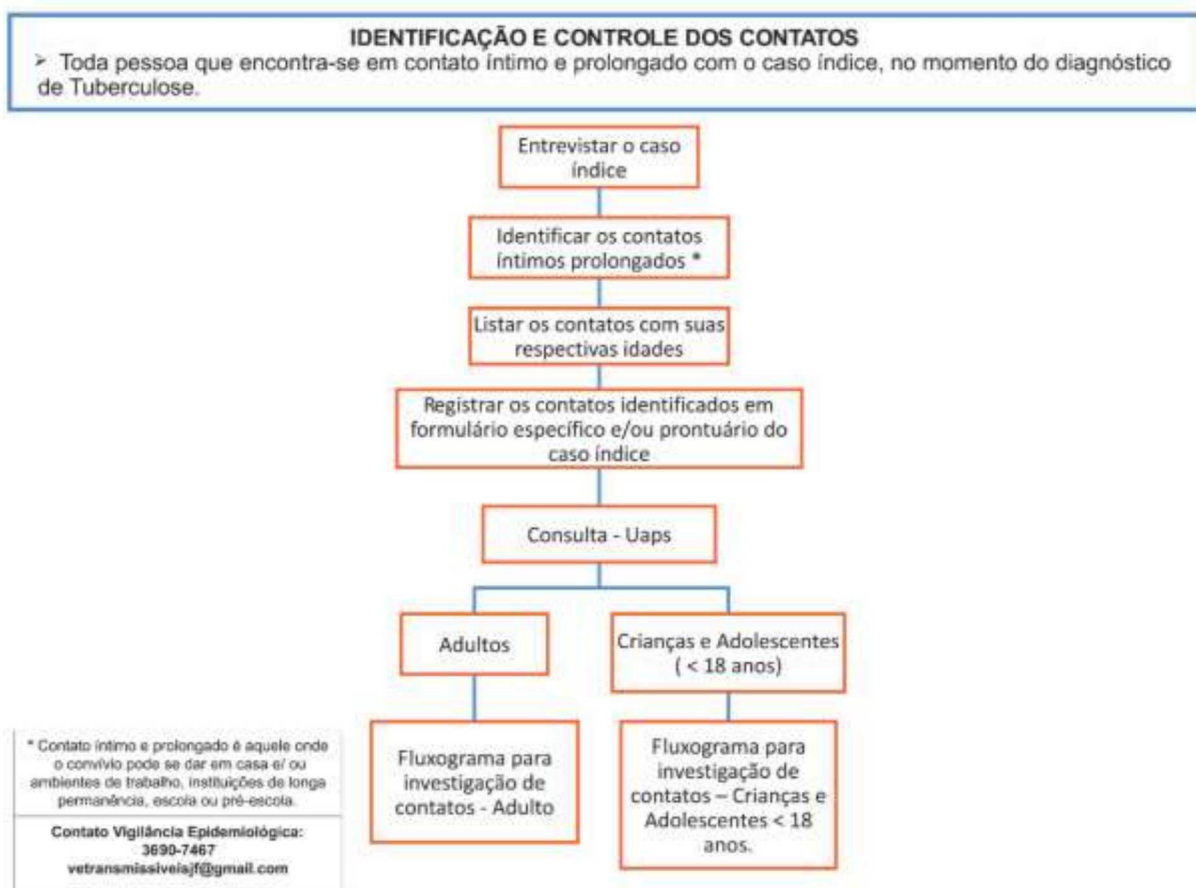 IDENTIFICAÇÃO E CONTROLE DOS CONTATOS
➢ Toda pessoa que encontra-se em contato íntimo e prolongado com o caso índice, no momento do diagnóstico
de Tuberculose.
Entrevistar o caso
índice
Identificar os contatos
íntimos prolongados *
Listar os contatos com suas
respectivas idades
Registrar os contatos identificados em
formulário específico e/ou prontuário do
caso índice
Consulta - Uaps
Adultos
Crianças e Adolescentes
( < 18 anos)
Fluxograma para
investigação de
contatos - Adulto
Fluxograma para
investigação de
contatos – Crianças e
Adolescentes < 18
anos.
* Contato íntimo e prolongado é aquele onde
o convívio pode se dar em casa e/ ou
ambientes de trabalho, instituições de longa
permanência, escola ou pré-escola.
Contato Vigilância Epidemiológica:
3690-7467
vetransmissiveisjf@gmail.com